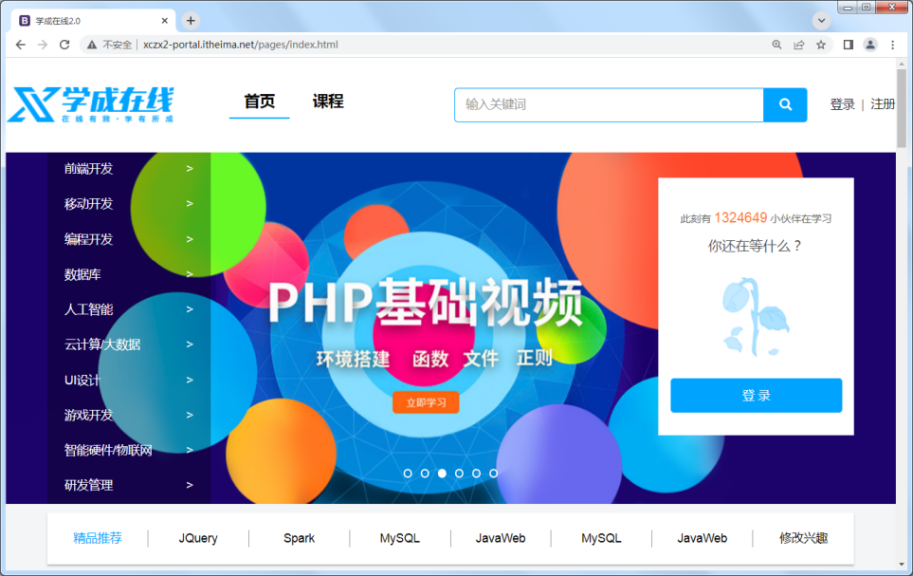 学成在线2.0
不安全 | xczx2-portal.itheima.net/pages/index.html
学成在线
在线有我·学有所成
首页 课程
输入关键词
登录 | 注册
前端开发 >
移动开发 >
编程开发 >
数据库 >
人工智能 >
云计算/大数据 >
UI设计 >
游戏开发 >
智能硬件/物联网 >
研发管理 >
PHP基础视频
环境搭建 函数 文件 正则
立即学习
此刻有 1324649 小伙伴在学习
你还在等什么？
登 录
精品推荐 JQuery Spark MySQL JavaWeb MySQL JavaWeb 修改兴趣